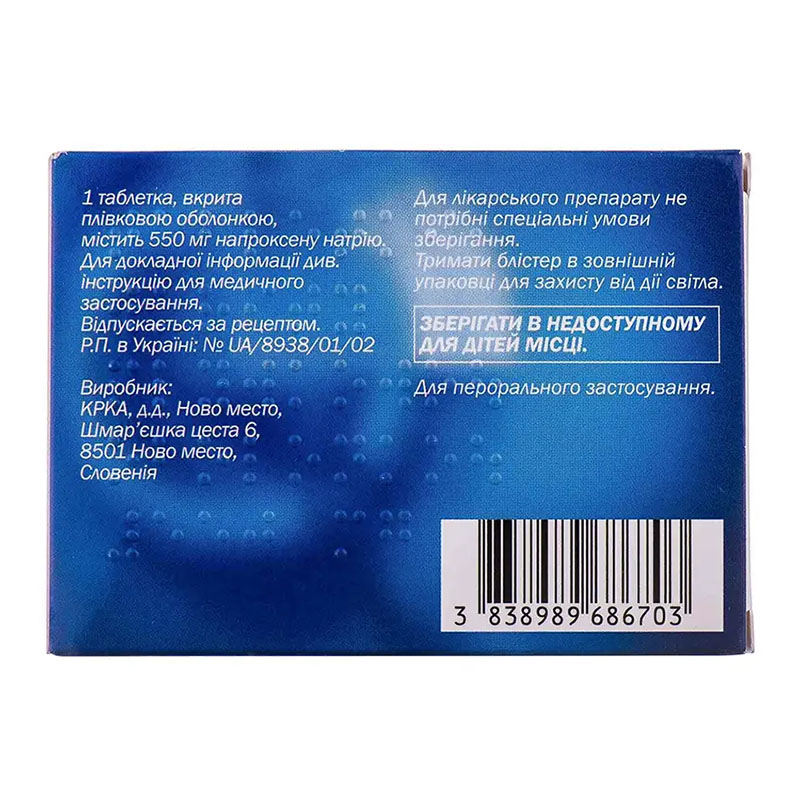 1 таблетка, вкрита
плівковою оболонкою,
містить 550 мг напроксену натрію.
Для докладної інформації див.
інструкцію для медичного
застосування.
Відпускається за рецептом.
Р.П. в Україні: № UA/8938/01/02
Виробник:
КРКА, д.д., Ново место,
Шмар’єшка цеста 6,
8501 Ново место,
Словенія
Для лікарського препарату не
потрібні спеціальні умови
зберігання.
Тримати блістер в зовнішній
упаковці для захисту від дії світла.
ЗБЕРІГАТИ В НЕДОСТУПНОМУ
ДЛЯ ДІТЕЙ МІСЦІ.
Для перорального застосування.
3 838989 686703